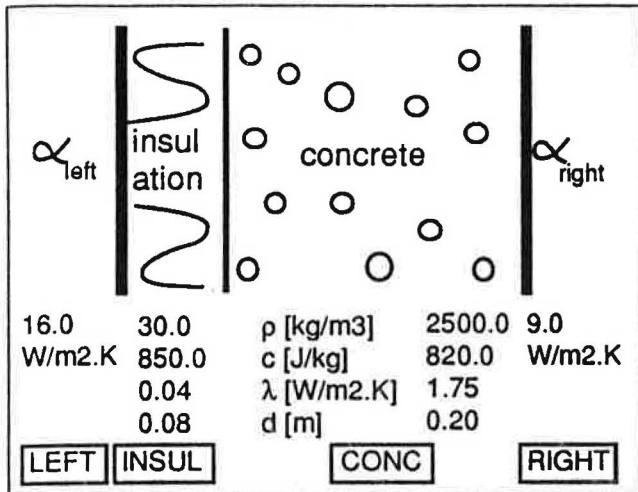 α left
insul
ation
concrete
α right
16.0 30.0 ρ [kg/m3] 2500.0 9.0
W/m2.K 850.0 c [J/kg] 820.0 W/m2.K
0.04 λ [W/m2.K] 1.75
0.08 d [m] 0.20
LEFT INSUL CONC RIGHT